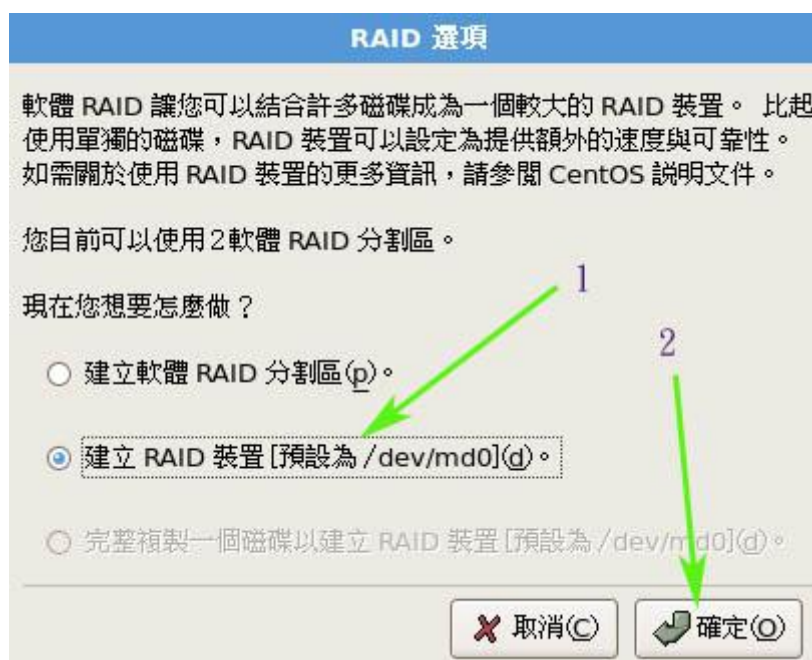 RAID 選項
軟體 RAID 讓您可以結合許多磁碟成為一個較大的 RAID 裝置。 比起
使用單獨的磁碟，RAID 裝置可以設定為提供額外的速度與可靠性。
如需關於使用 RAID 裝置的更多資訊，請參閱 CentOS 說明文件。
您目前可以使用2軟體 RAID 分割區。
1
現在您想要怎麼做？
2
建立軟體 RAID 分割區(p)。
建立 RAID 裝置 [預設為 /dev/md0](d)。
完整複製一個磁碟以建立 RAID 裝置 [預設為 /dev/md0](d)。
取消(C)
確定(O)